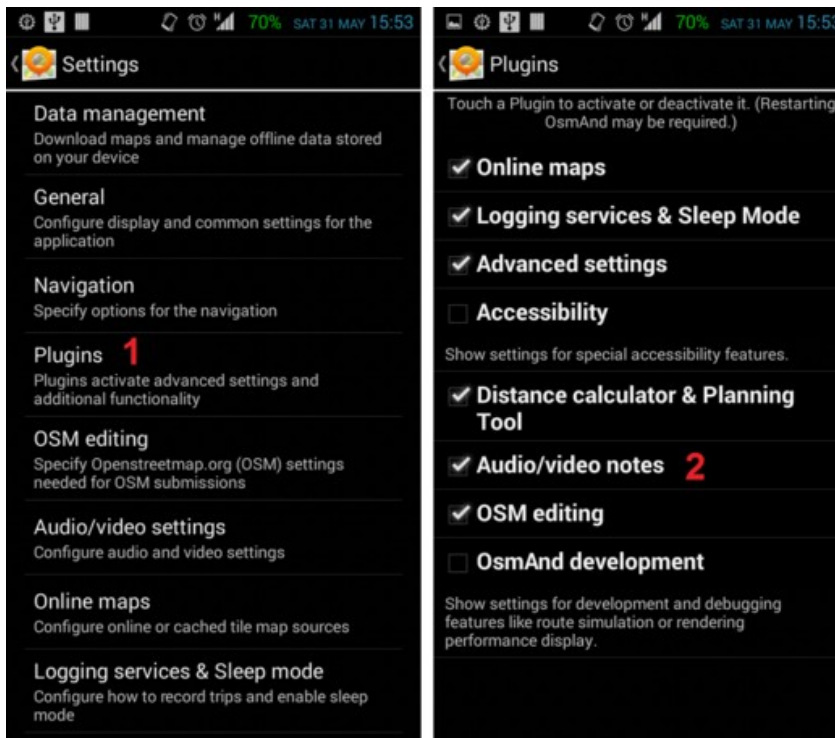 70% SAT 31 MAY 15:53
Settings
Data management
Download maps and manage offline data stored
on your device
General
Configure display and common settings for the
application
Navigation
Specify options for the navigation
Plugins 1
Plugins activate advanced settings and
additional functionality
OSM editing
Specify Openstreetmap.org (OSM) settings
needed for OSM submissions
Audio/video settings
Configure audio and video settings
Online maps
Configure online or cached tile map sources
Logging services & Sleep mode
Configure how to record trips and enable sleep
mode
70% SAT 31 MAY 15:53
Plugins
Touch a Plugin to activate or deactivate it. (Restarting
OsmAnd may be required.)
Online maps
Logging services & Sleep Mode
Advanced settings
Accessibility
Show settings for special accessibility features.
Distance calculator & Planning
Tool
Audio/video notes 2
OSM editing
OsmAnd development
Show settings for development and debugging
features like route simulation or rendering
performance display.